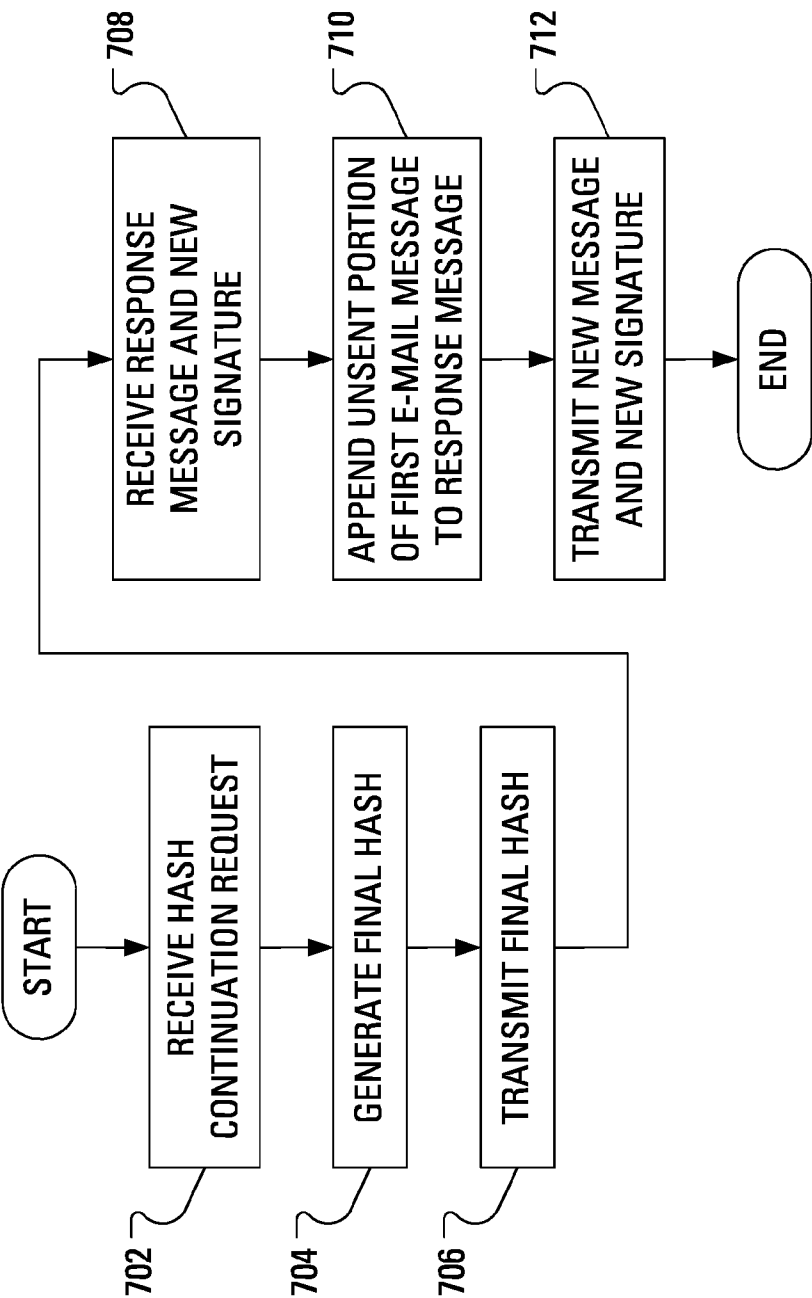 START
RECEIVE HASH
CONTINUATION REQUEST
702
GENERATE FINAL HASH
704
TRANSMIT FINAL HASH
706
RECEIVE RESPONSE
MESSAGE AND NEW
SIGNATURE
708
APPEND UNSENT PORTION
OF FIRST E-MAIL MESSAGE
TO RESPONSE MESSAGE
710
TRANSMIT NEW MESSAGE
AND NEW SIGNATURE
712
END